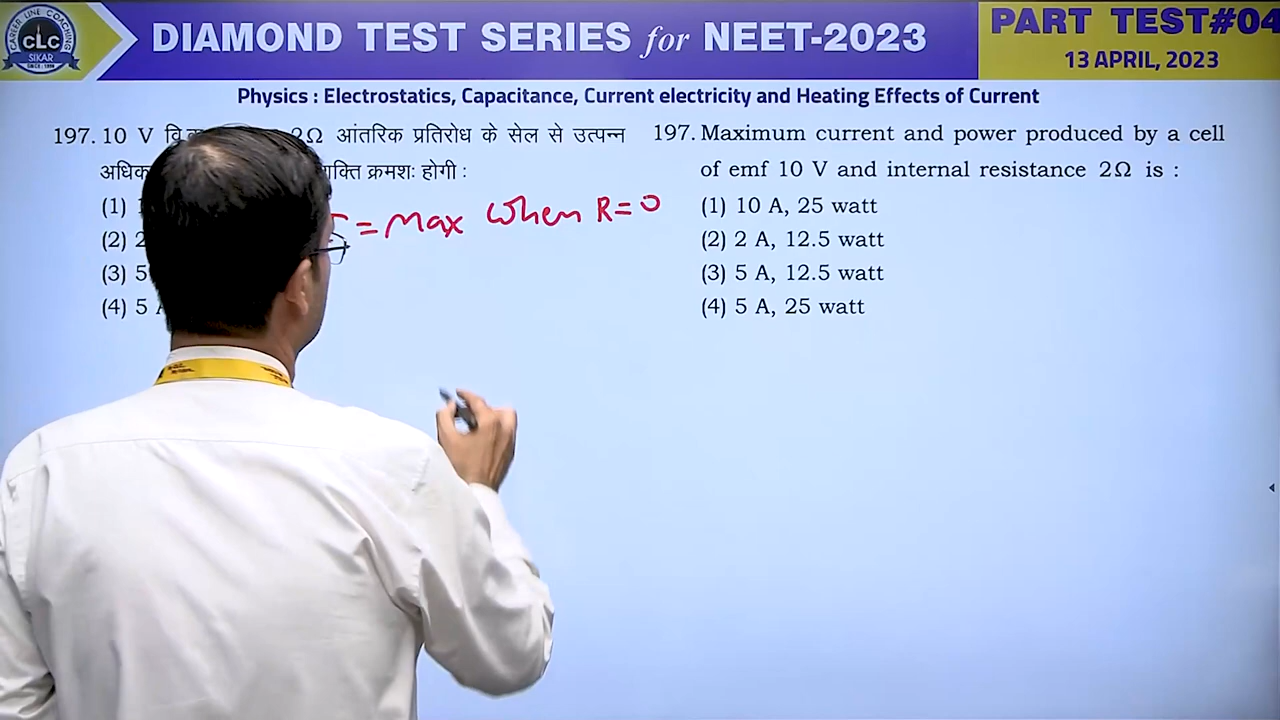 CAREER LINE COACHING
CLC
SIKAR
SINCE : 1996
DIAMOND TEST SERIES for NEET-2023
PART TEST#04
13 APRIL, 2023
Physics : Electrostatics, Capacitance, Current electricity and Heating Effects of Current
197. 10 V 2Ω आंतरिक प्रतिरोध के सेल से उत्पन्न
क्रमशः होगी :
(1)
(2) 2
(3) 5
(4) 5
= Max when R=0
197. Maximum current and power produced by a cell
of emf 10 V and internal resistance 2Ω is :
(1) 10 A, 25 watt
(2) 2 A, 12.5 watt
(3) 5 A, 12.5 watt
(4) 5 A, 25 watt